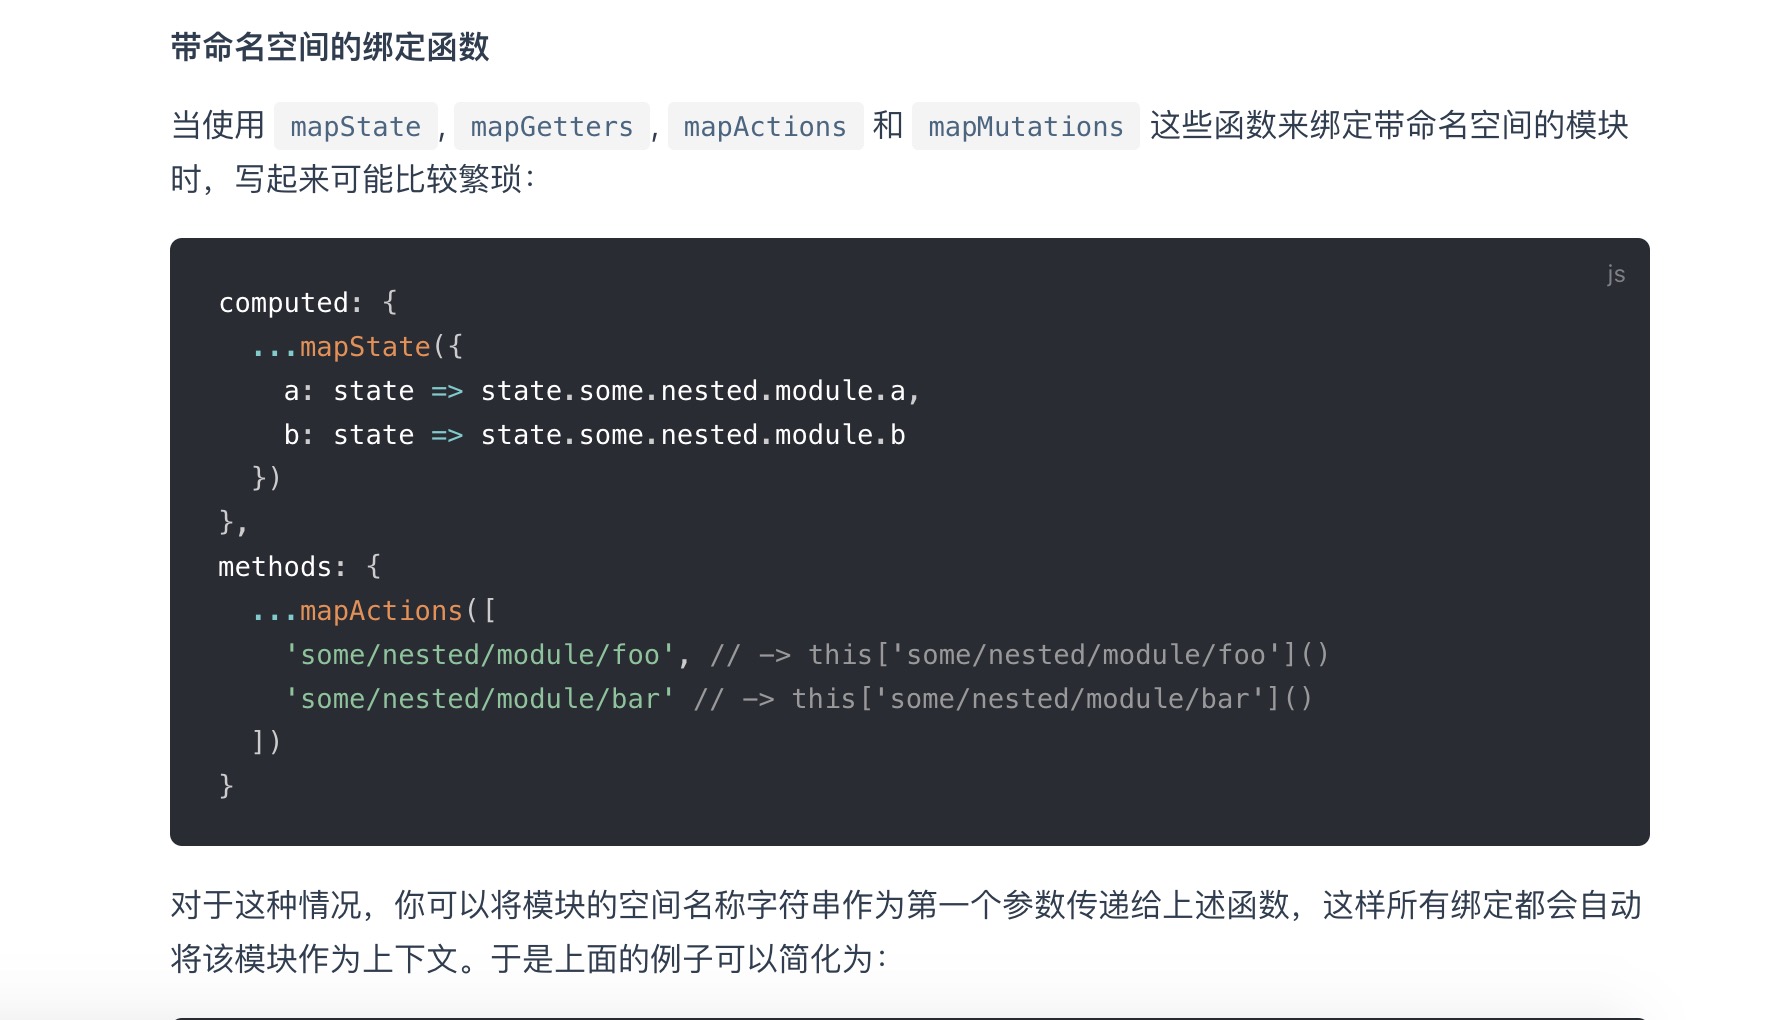 带命名空间的绑定函数
当使用 mapState, mapGetters, mapActions 和 mapMutations 这些函数来绑定带命名空间的模块
时，写起来可能比较繁琐：
js
computed: {
  ...mapState({
    a: state => state.some.nested.module.a,
    b: state => state.some.nested.module.b
  })
},
methods: {
  ...mapActions([
    'some/nested/module/foo', // -> this['some/nested/module/foo']()
    'some/nested/module/bar' // -> this['some/nested/module/bar']()
  ])
}
对于这种情况，你可以将模块的空间名称字符串作为第一个参数传递给上述函数，这样所有绑定都会自动
将该模块作为上下文。于是上面的例子可以简化为：